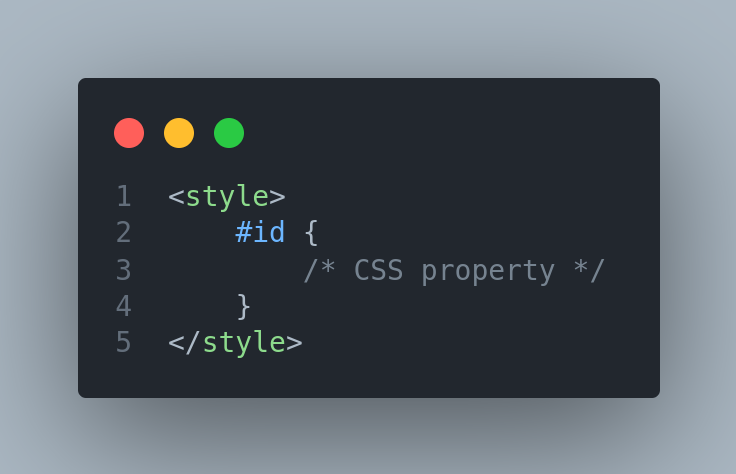 1 <style>
2     #id {
3         /* CSS property */
4     }
5 </style>